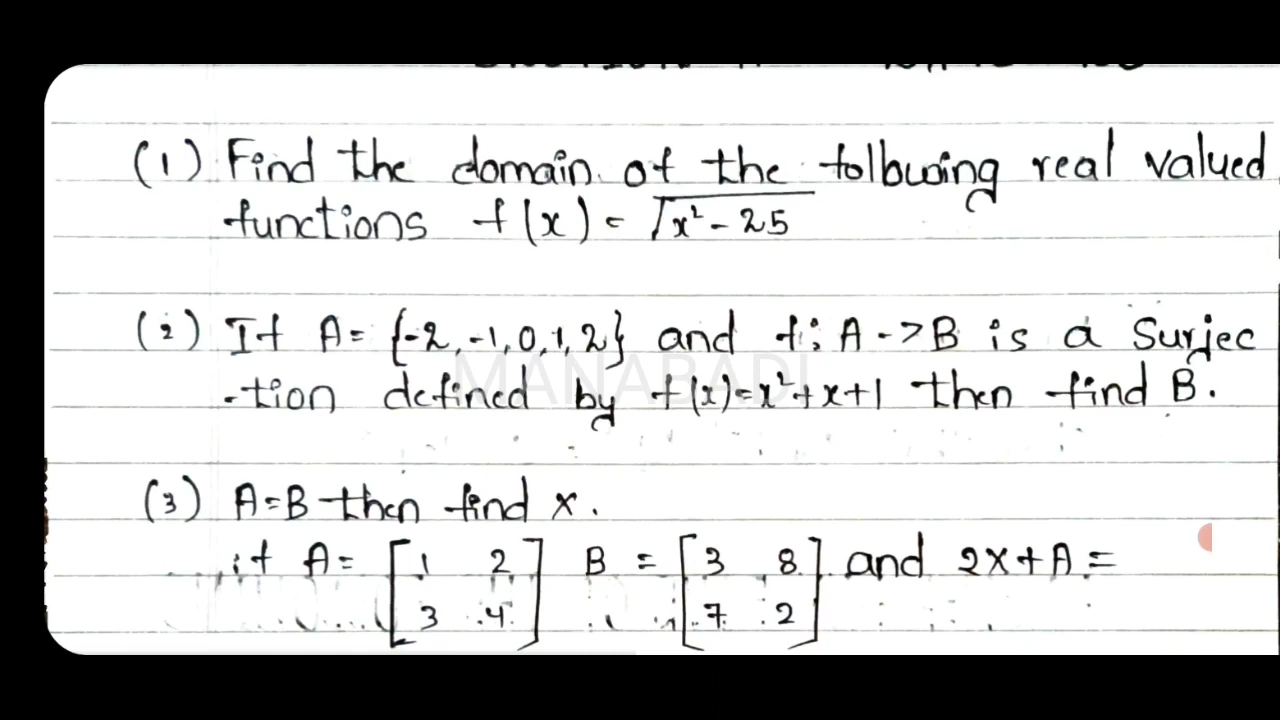 (1) Find the domain of the following real valued
functions f(x) = √x² - 25
(2) If A= {-2,-1,0,1,2} and f: A->B is a Surjec
-tion defined by f(x)=x²+x+1 then find B.
MANABADI
(3) A=B then find x.
if A= [1 2] B = [3 8] and 2x+A=
3 4 7 2